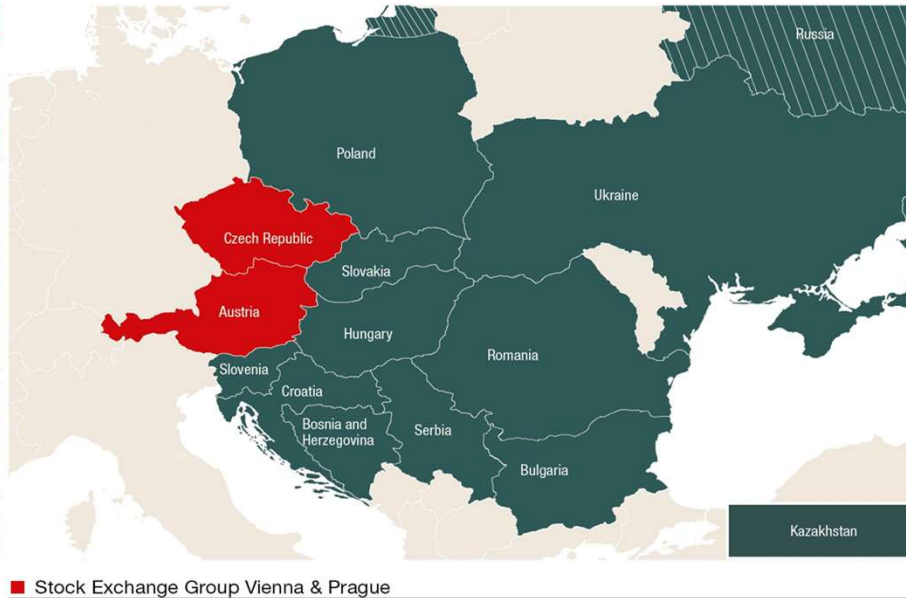 Russia
Poland
Ukraine
Czech Republic
Slovakia
Austria
Hungary
Romania
Slovenia
Croatia
Bosnia and
Herzegovina
Serbia
Bulgaria
Kazakhstan
Stock Exchange Group Vienna & Prague